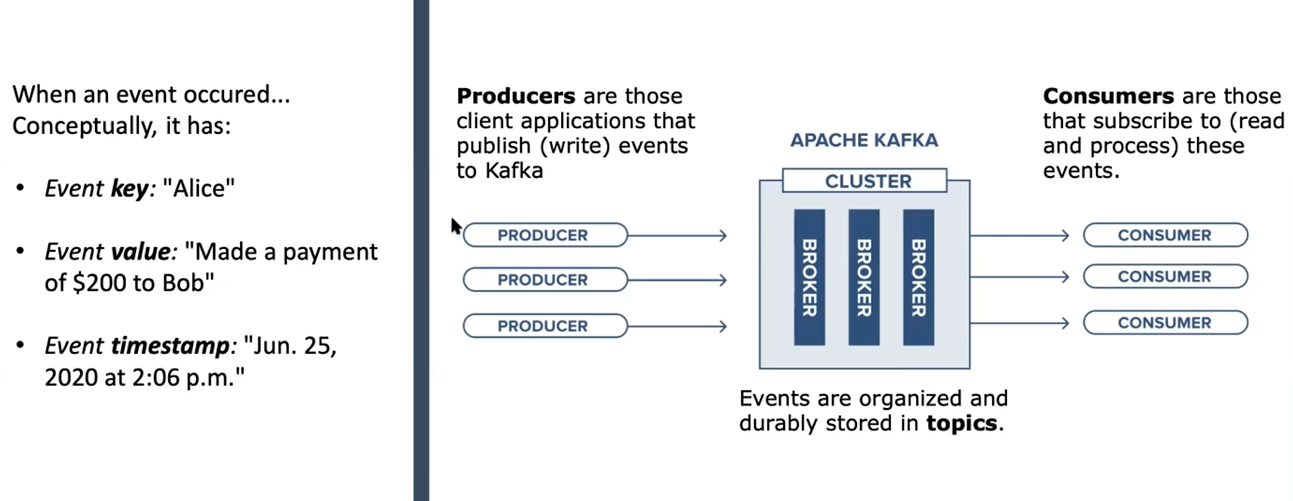 When an event occured...
Conceptually, it has:
• Event key: "Alice"
• Event value: "Made a payment
of $200 to Bob"
• Event timestamp: "Jun. 25,
2020 at 2:06 p.m."
Producers are those
client applications that
publish (write) events
to Kafka
PRODUCER
PRODUCER
PRODUCER
APACHE KAFKA
CLUSTER
BROKER
BROKER
BROKER
Events are organized and
durably stored in topics.
Consumers are those
that subscribe to (read
and process) these
events.
CONSUMER
CONSUMER
CONSUMER